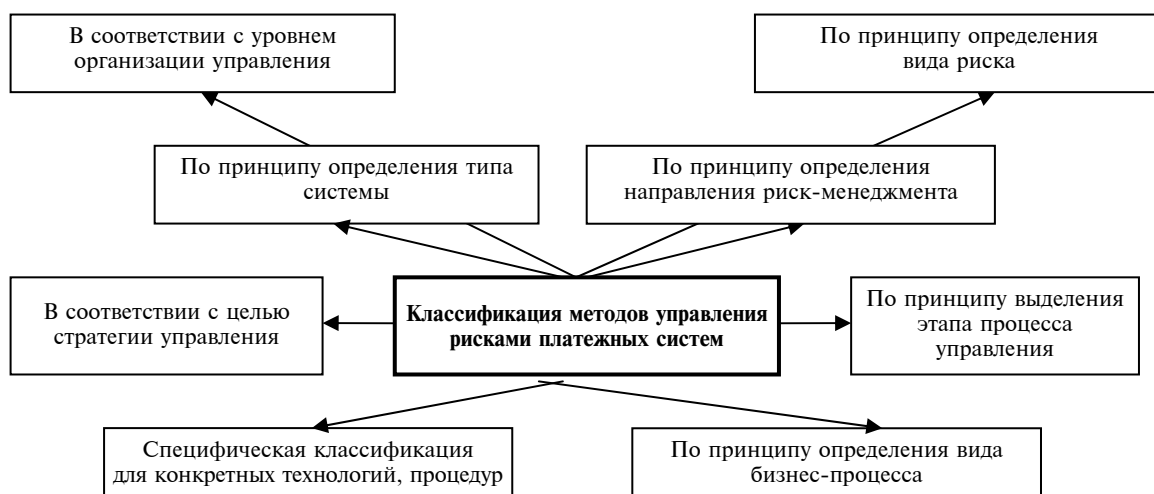 В соответствии с уровнем
организации управления
По принципу определения
вида риска
По принципу определения типа
системы
По принципу определения
направления риск-менеджмента
В соответствии с целью
стратегии управления
Классификация методов управления
рисками платежных систем
По принципу выделения
этапа процесса
управления
Специфическая классификация
для конкретных технологий, процедур
По принципу определения вида
бизнес-процесса